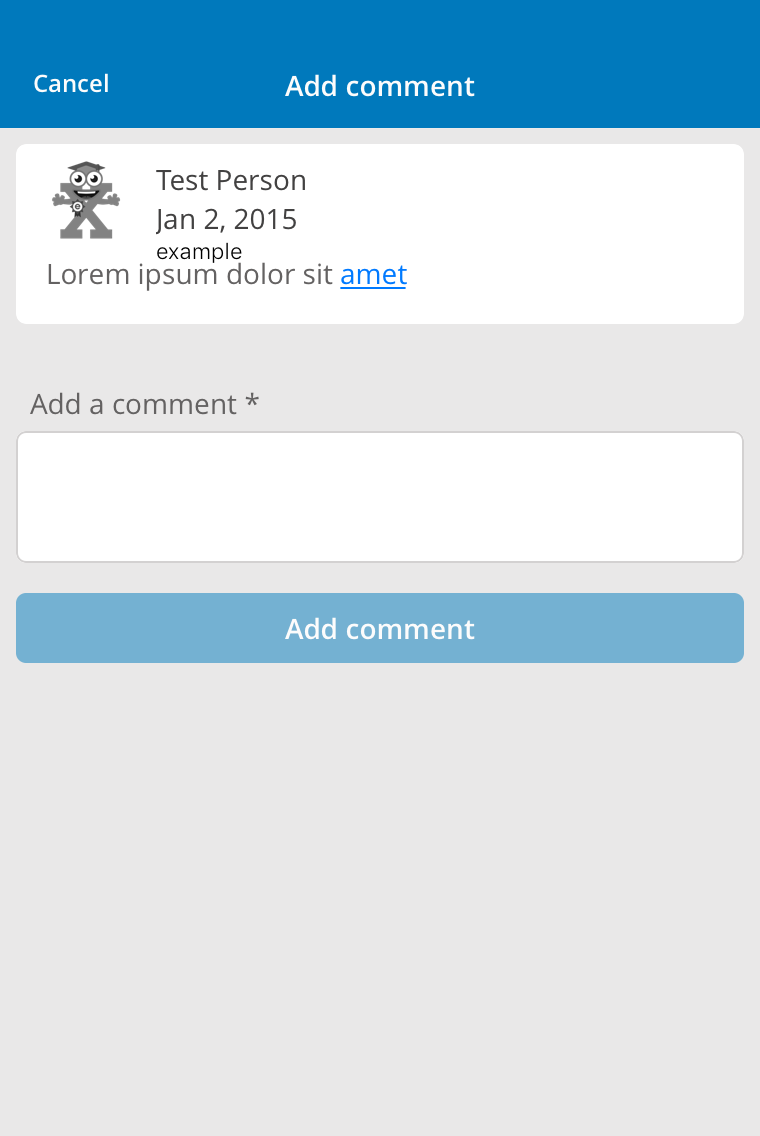 Cancel
Add comment
Test Person
Jan 2, 2015
example
Lorem ipsum dolor sit amet
Add a comment *
Add comment